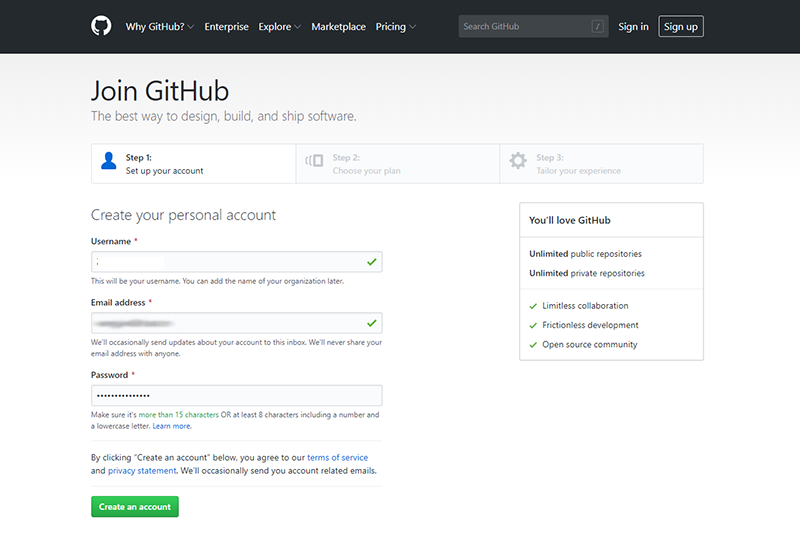 Why GitHub? Enterprise Explore Marketplace Pricing Search GitHub / Sign in Sign up
Join GitHub
The best way to design, build, and ship software.
Step 1:
Set up your account
Step 2:
Choose your plan
Step 3:
Tailor your experience
Create your personal account
Username *
This will be your username. You can add the name of your organization later.
Email address *
We'll occasionally send updates about your account to this inbox. We'll never share your
email address with anyone.
Password *
•••••••••••••••
Make sure it's more than 15 characters OR at least 8 characters including a number and
a lowercase letter. Learn more.
By clicking “Create an account” below, you agree to our terms of service
and privacy statement. We'll occasionally send you account related emails.
Create an account
You'll love GitHub
Unlimited public repositories
Unlimited private repositories
Limitless collaboration
Frictionless development
Open source community